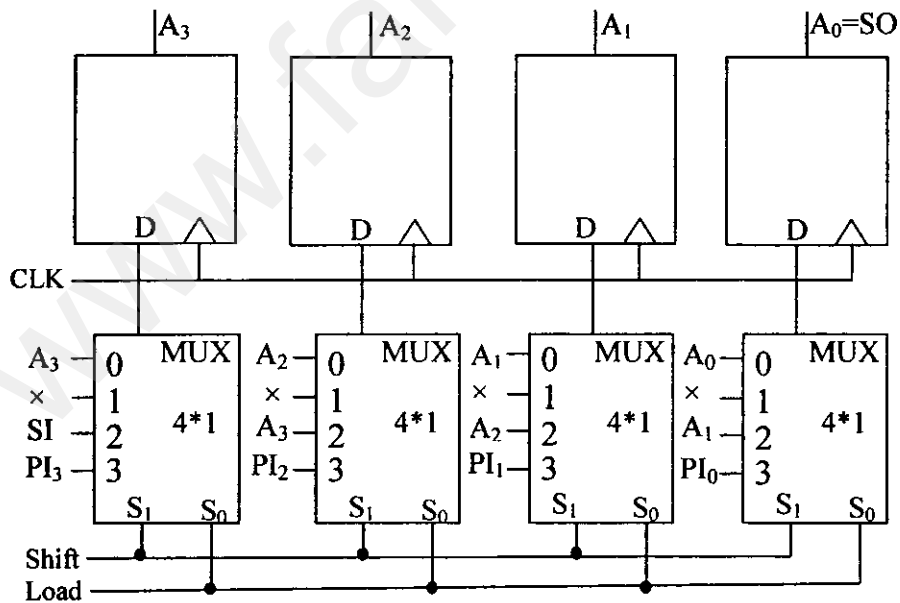 A₃ A₂ A₁ A₀=SO
D D D D
CLK
MUX MUX MUX MUX
A₃ 0 A₂ 0 A₁ 0 A₀ 0
× 1 × 1 × 1 × 1
4*1 4*1 4*1 4*1
SI 2 A₃ 2 A₂ 2 A₁ 2
PI₃ 3 PI₂ 3 PI₁ 3 PI₀ 3
S₁ S₀ S₁ S₀ S₁ S₀ S₁ S₀
Shift
Load
www.fa